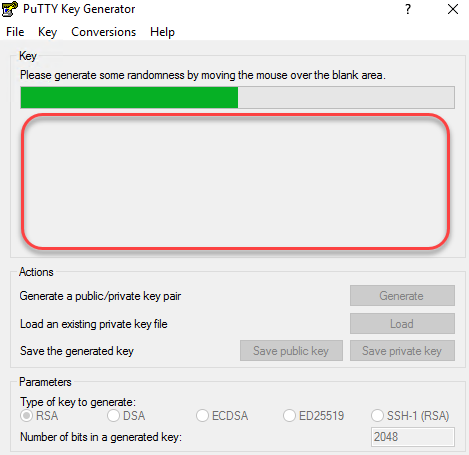 PuTTY Key Generator ?
File Key Conversions Help
Key
Please generate some randomness by moving the mouse over the blank area.
Actions
Generate a public/private key pair Generate
Load an existing private key file Load
Save the generated key Save public key Save private key
Parameters
Type of key to generate:
RSA DSA ECDSA ED25519 SSH-1 (RSA)
Number of bits in a generated key: 2048